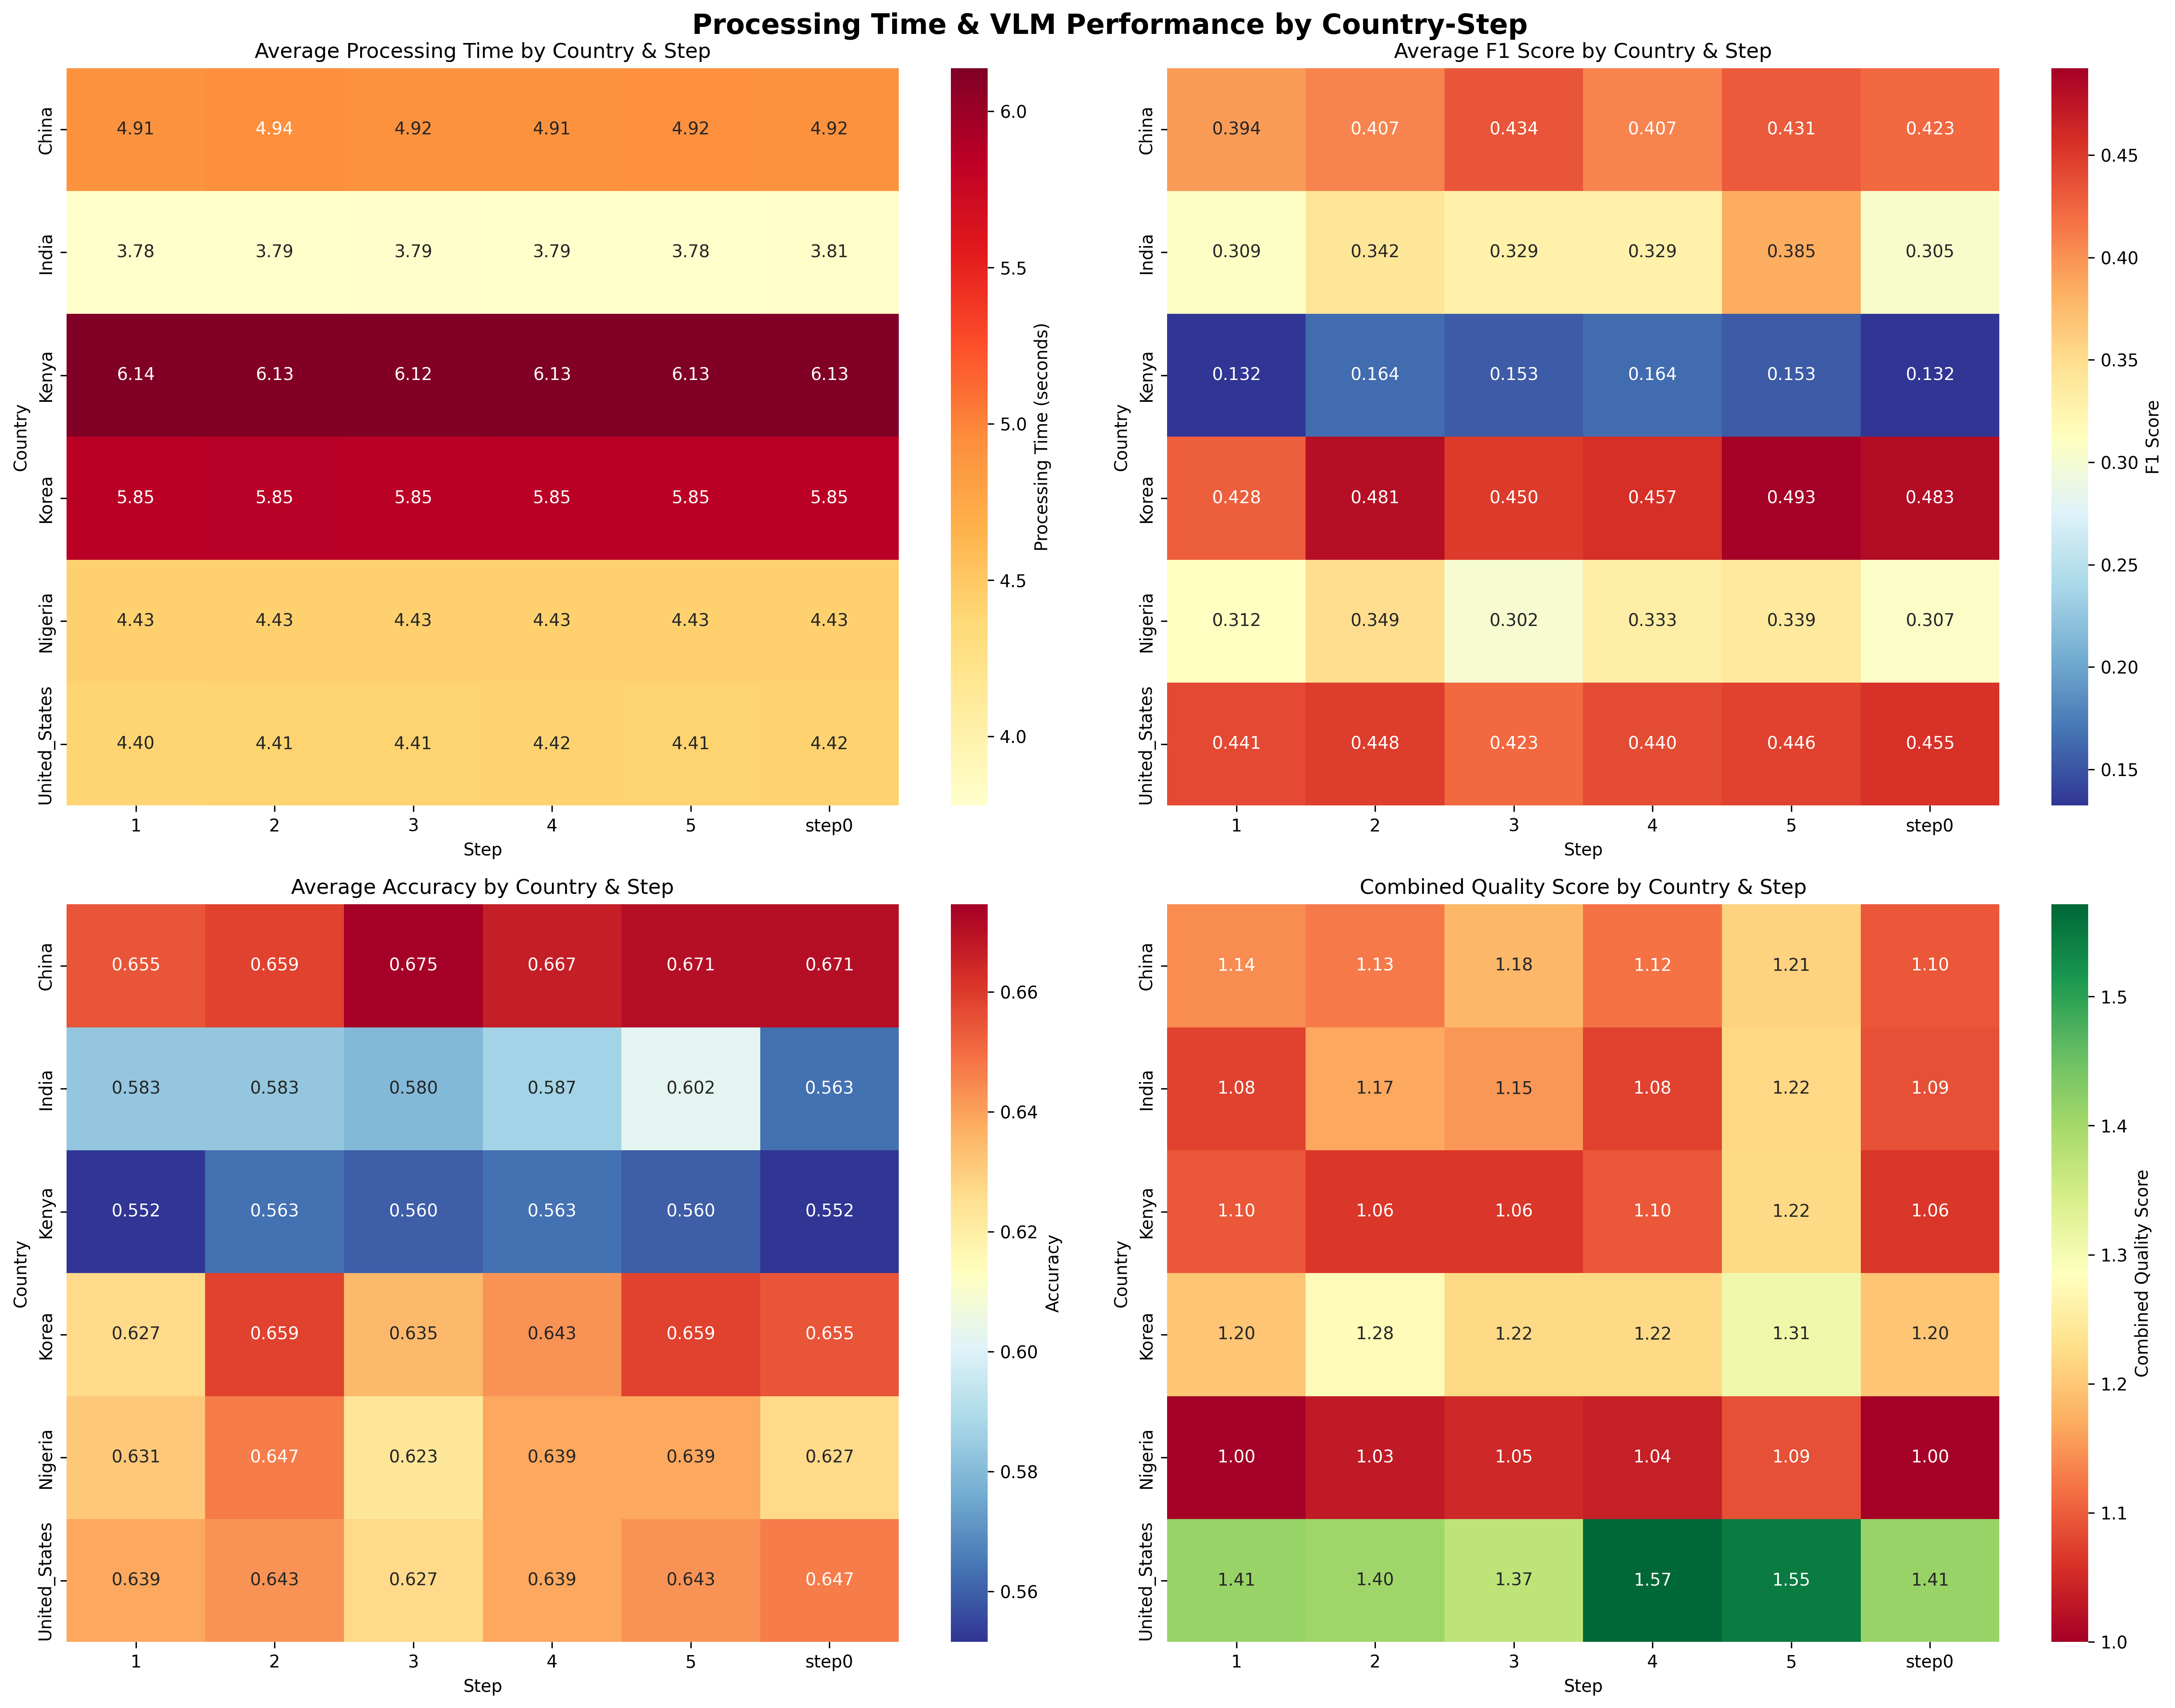 Processing Time & VLM Performance by Country-Step
Average Processing Time by Country & Step
China 4.91 4.94 4.92 4.91 4.92 4.92
India 3.78 3.79 3.79 3.79 3.78 3.81
Kenya 6.14 6.13 6.12 6.13 6.13 6.13
Korea 5.85 5.85 5.85 5.85 5.85 5.85
Nigeria 4.43 4.43 4.43 4.43 4.43 4.43
United_States 4.40 4.41 4.41 4.42 4.41 4.42
1 2 3 4 5 step0
Step
Country
6.0
5.5
5.0
4.5
4.0
Processing Time (seconds)
Average F1 Score by Country & Step
China 0.394 0.407 0.434 0.407 0.431 0.423
India 0.309 0.342 0.329 0.329 0.385 0.305
Kenya 0.132 0.164 0.153 0.164 0.153 0.132
Korea 0.428 0.481 0.450 0.457 0.493 0.483
Nigeria 0.312 0.349 0.302 0.333 0.339 0.307
United_States 0.441 0.448 0.423 0.440 0.446 0.455
1 2 3 4 5 step0
Step
Country
0.45
0.40
0.35
0.30
0.25
0.20
0.15
F1 Score
Average Accuracy by Country & Step
China 0.655 0.659 0.675 0.667 0.671 0.671
India 0.583 0.583 0.580 0.587 0.602 0.563
Kenya 0.552 0.563 0.560 0.563 0.560 0.552
Korea 0.627 0.659 0.635 0.643 0.659 0.655
Nigeria 0.631 0.647 0.623 0.639 0.639 0.627
United_States 0.639 0.643 0.627 0.639 0.643 0.647
1 2 3 4 5 step0
Step
Country
0.66
0.64
0.62
0.60
0.58
0.56
Accuracy
Combined Quality Score by Country & Step
China 1.14 1.13 1.18 1.12 1.21 1.10
India 1.08 1.17 1.15 1.08 1.22 1.09
Kenya 1.10 1.06 1.06 1.10 1.22 1.06
Korea 1.20 1.28 1.22 1.22 1.31 1.20
Nigeria 1.00 1.03 1.05 1.04 1.09 1.00
United_States 1.41 1.40 1.37 1.57 1.55 1.41
1 2 3 4 5 step0
Step
Country
1.5
1.4
1.3
1.2
1.1
1.0
Combined Quality Score